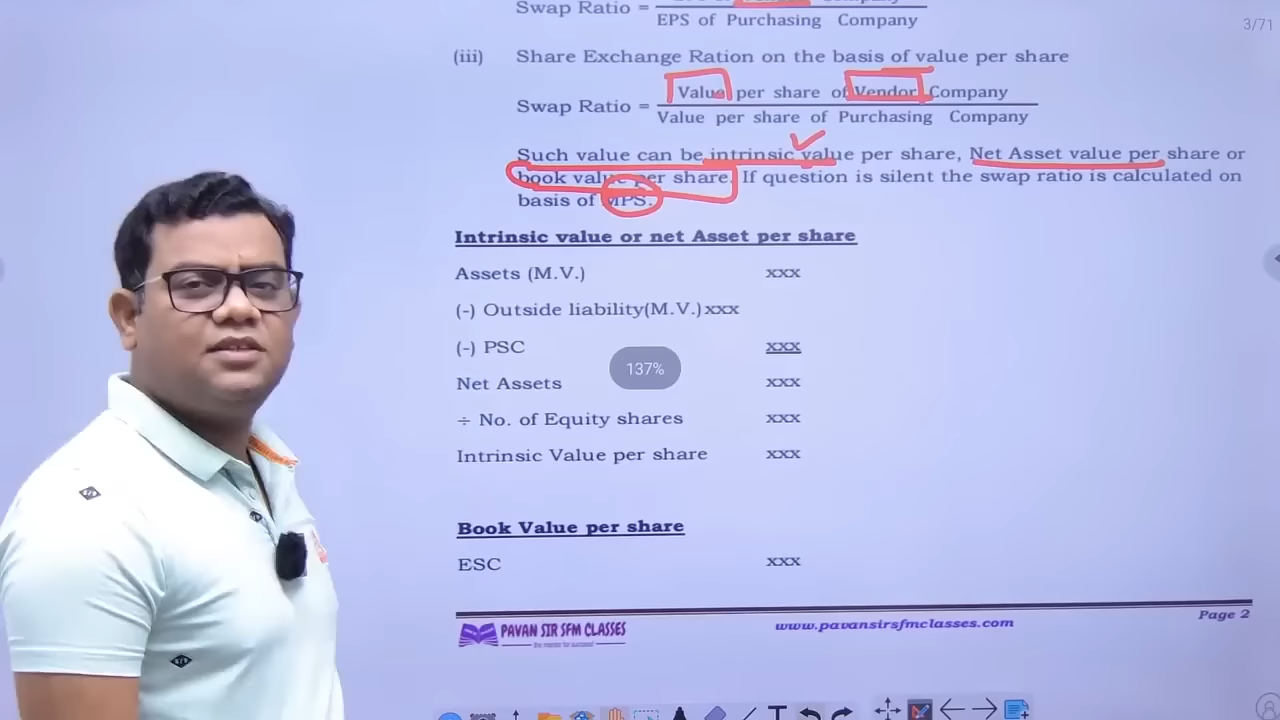 Swap Ratio =
EPS of Purchasing Company
3/71
(iii) Share Exchange Ration on the basis of value per share
Value per share of Vendor Company
Swap Ratio =
Value per share of Purchasing Company
Such value can be intrinsic value per share, Net Asset value per share or
book value per share. If question is silent the swap ratio is calculated on
basis of MPS.
Intrinsic value or net Asset per share
Assets (M.V.) xxx
(-) Outside liability(M.V.)xxx
(-) PSC xxx
137%
Net Assets xxx
÷ No. of Equity shares xxx
Intrinsic Value per share xxx
Book Value per share
ESC xxx
PAVAN SIR SFM CLASSES
www.pavansirsfmclasses.com
Page 2